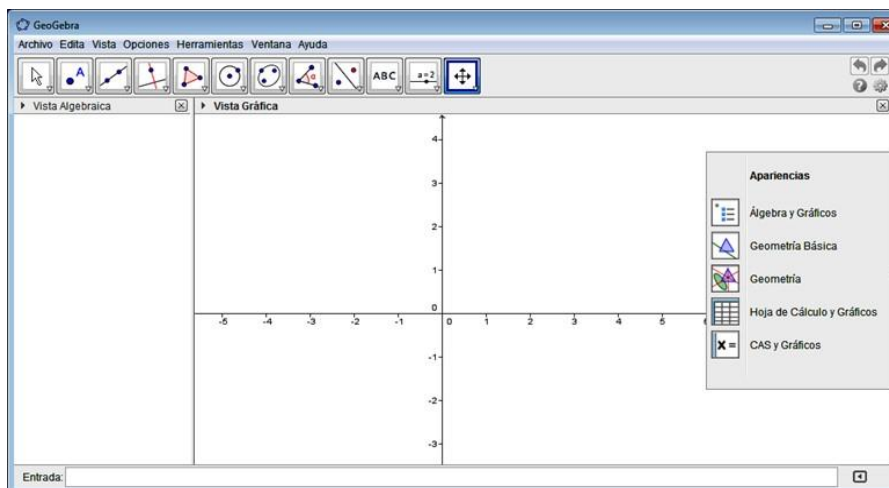 GeoGebra
Archivo Edita Vista Opciones Herramientas Ventana Ayuda
A
α
ABC
a=2
Vista Algebraica
Vista Gráfica
Apariencias
Álgebra y Gráficos
Geometría Básica
Geometría
Hoja de Cálculo y Gráficos
x =
CAS y Gráficos
4
3
2
1
0
-5 -4 -3 -2 -1 0 1 2 3 4 5
-1
-2
-3
Entrada: